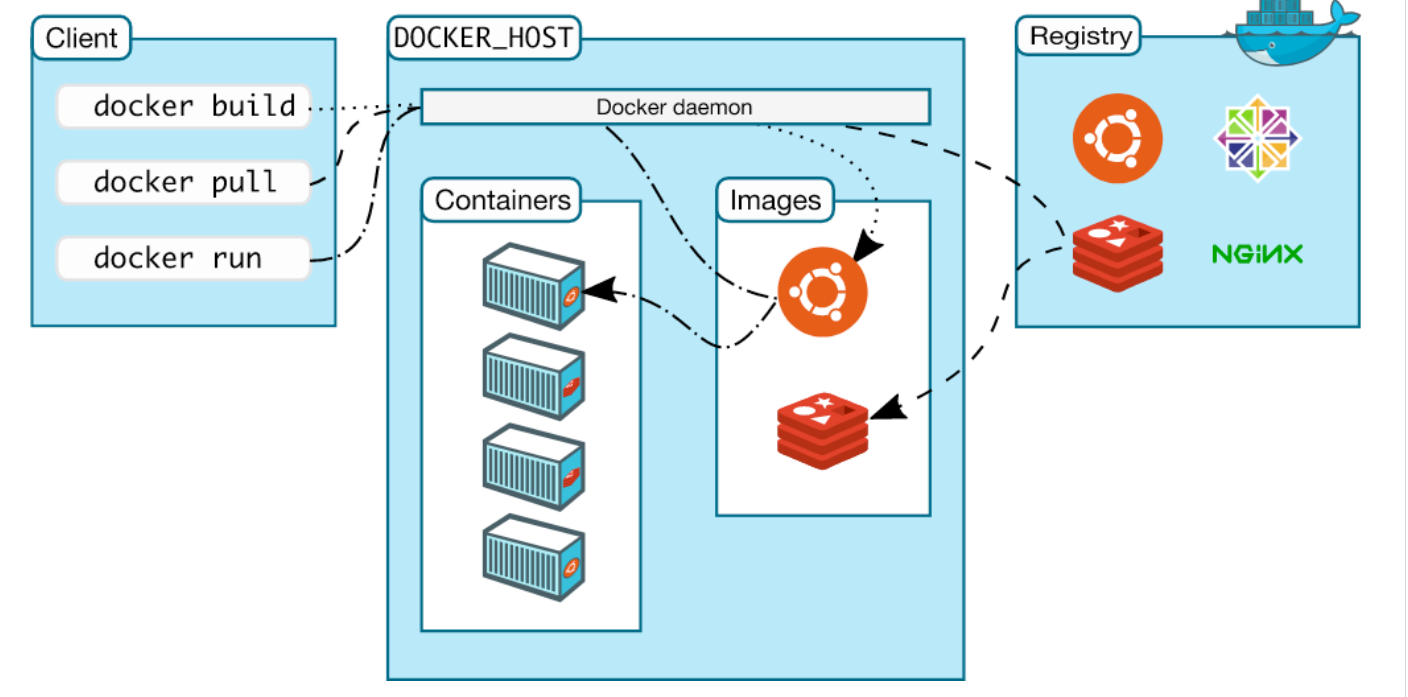 Client
docker build
docker pull
docker run
DOCKER_HOST
Docker daemon
Containers
Images
Registry
NGiNX